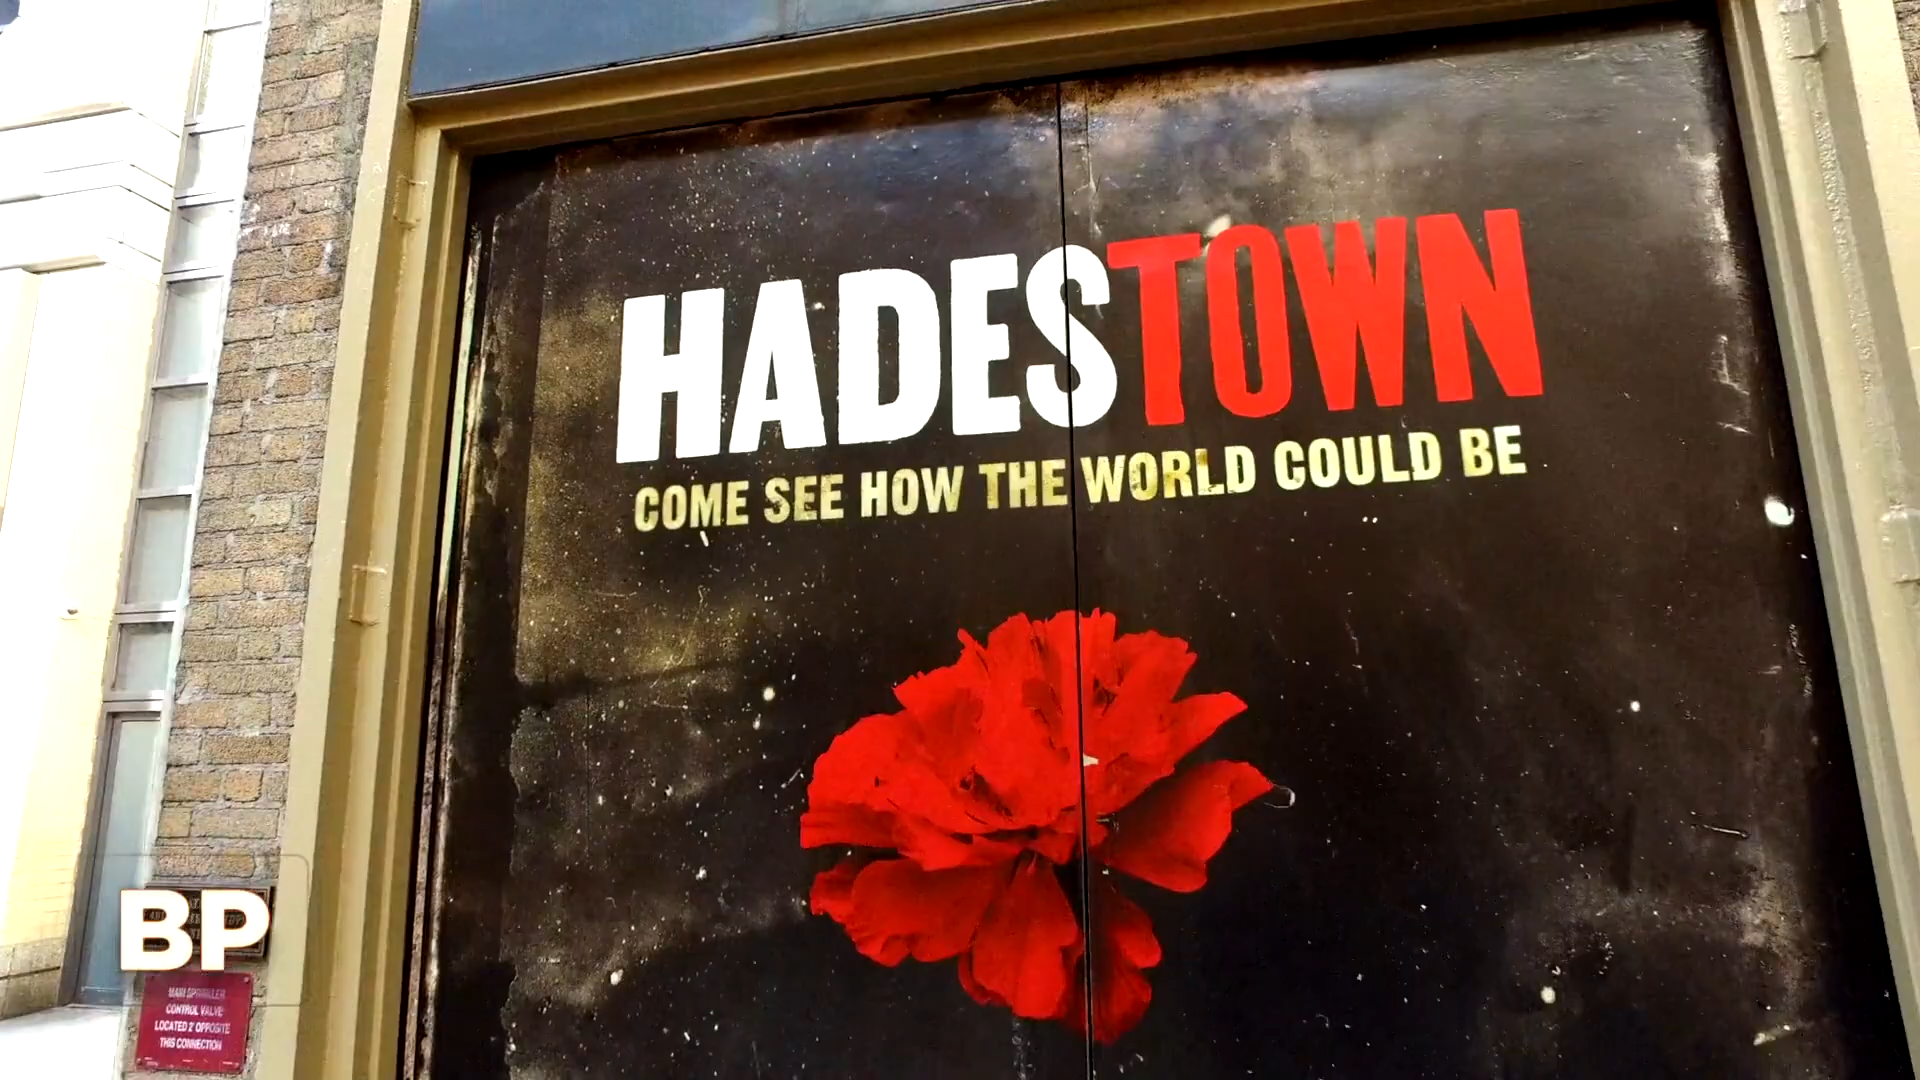 HADESTOWN
COME SEE HOW THE WORLD COULD BE
BP
MAIN SPRINKLER
CONTROL VALVE
LOCATED 2' OPPOSITE
THIS CONNECTION